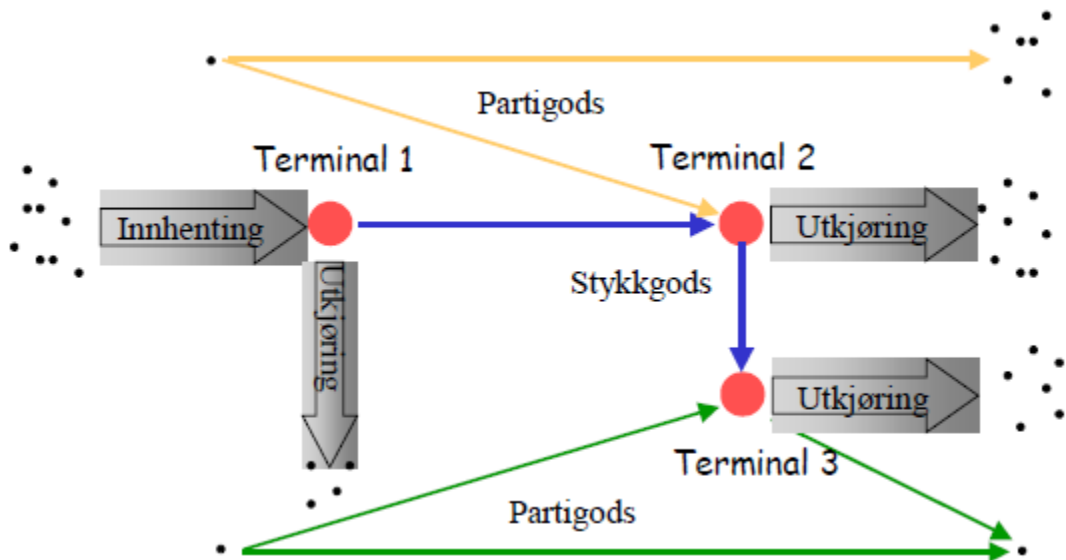 Partigods
Terminal 1
Terminal 2
Innhenting
Utkjøring
Utkjøring
Stykkgods
Utkjøring
Terminal 3
Partigods